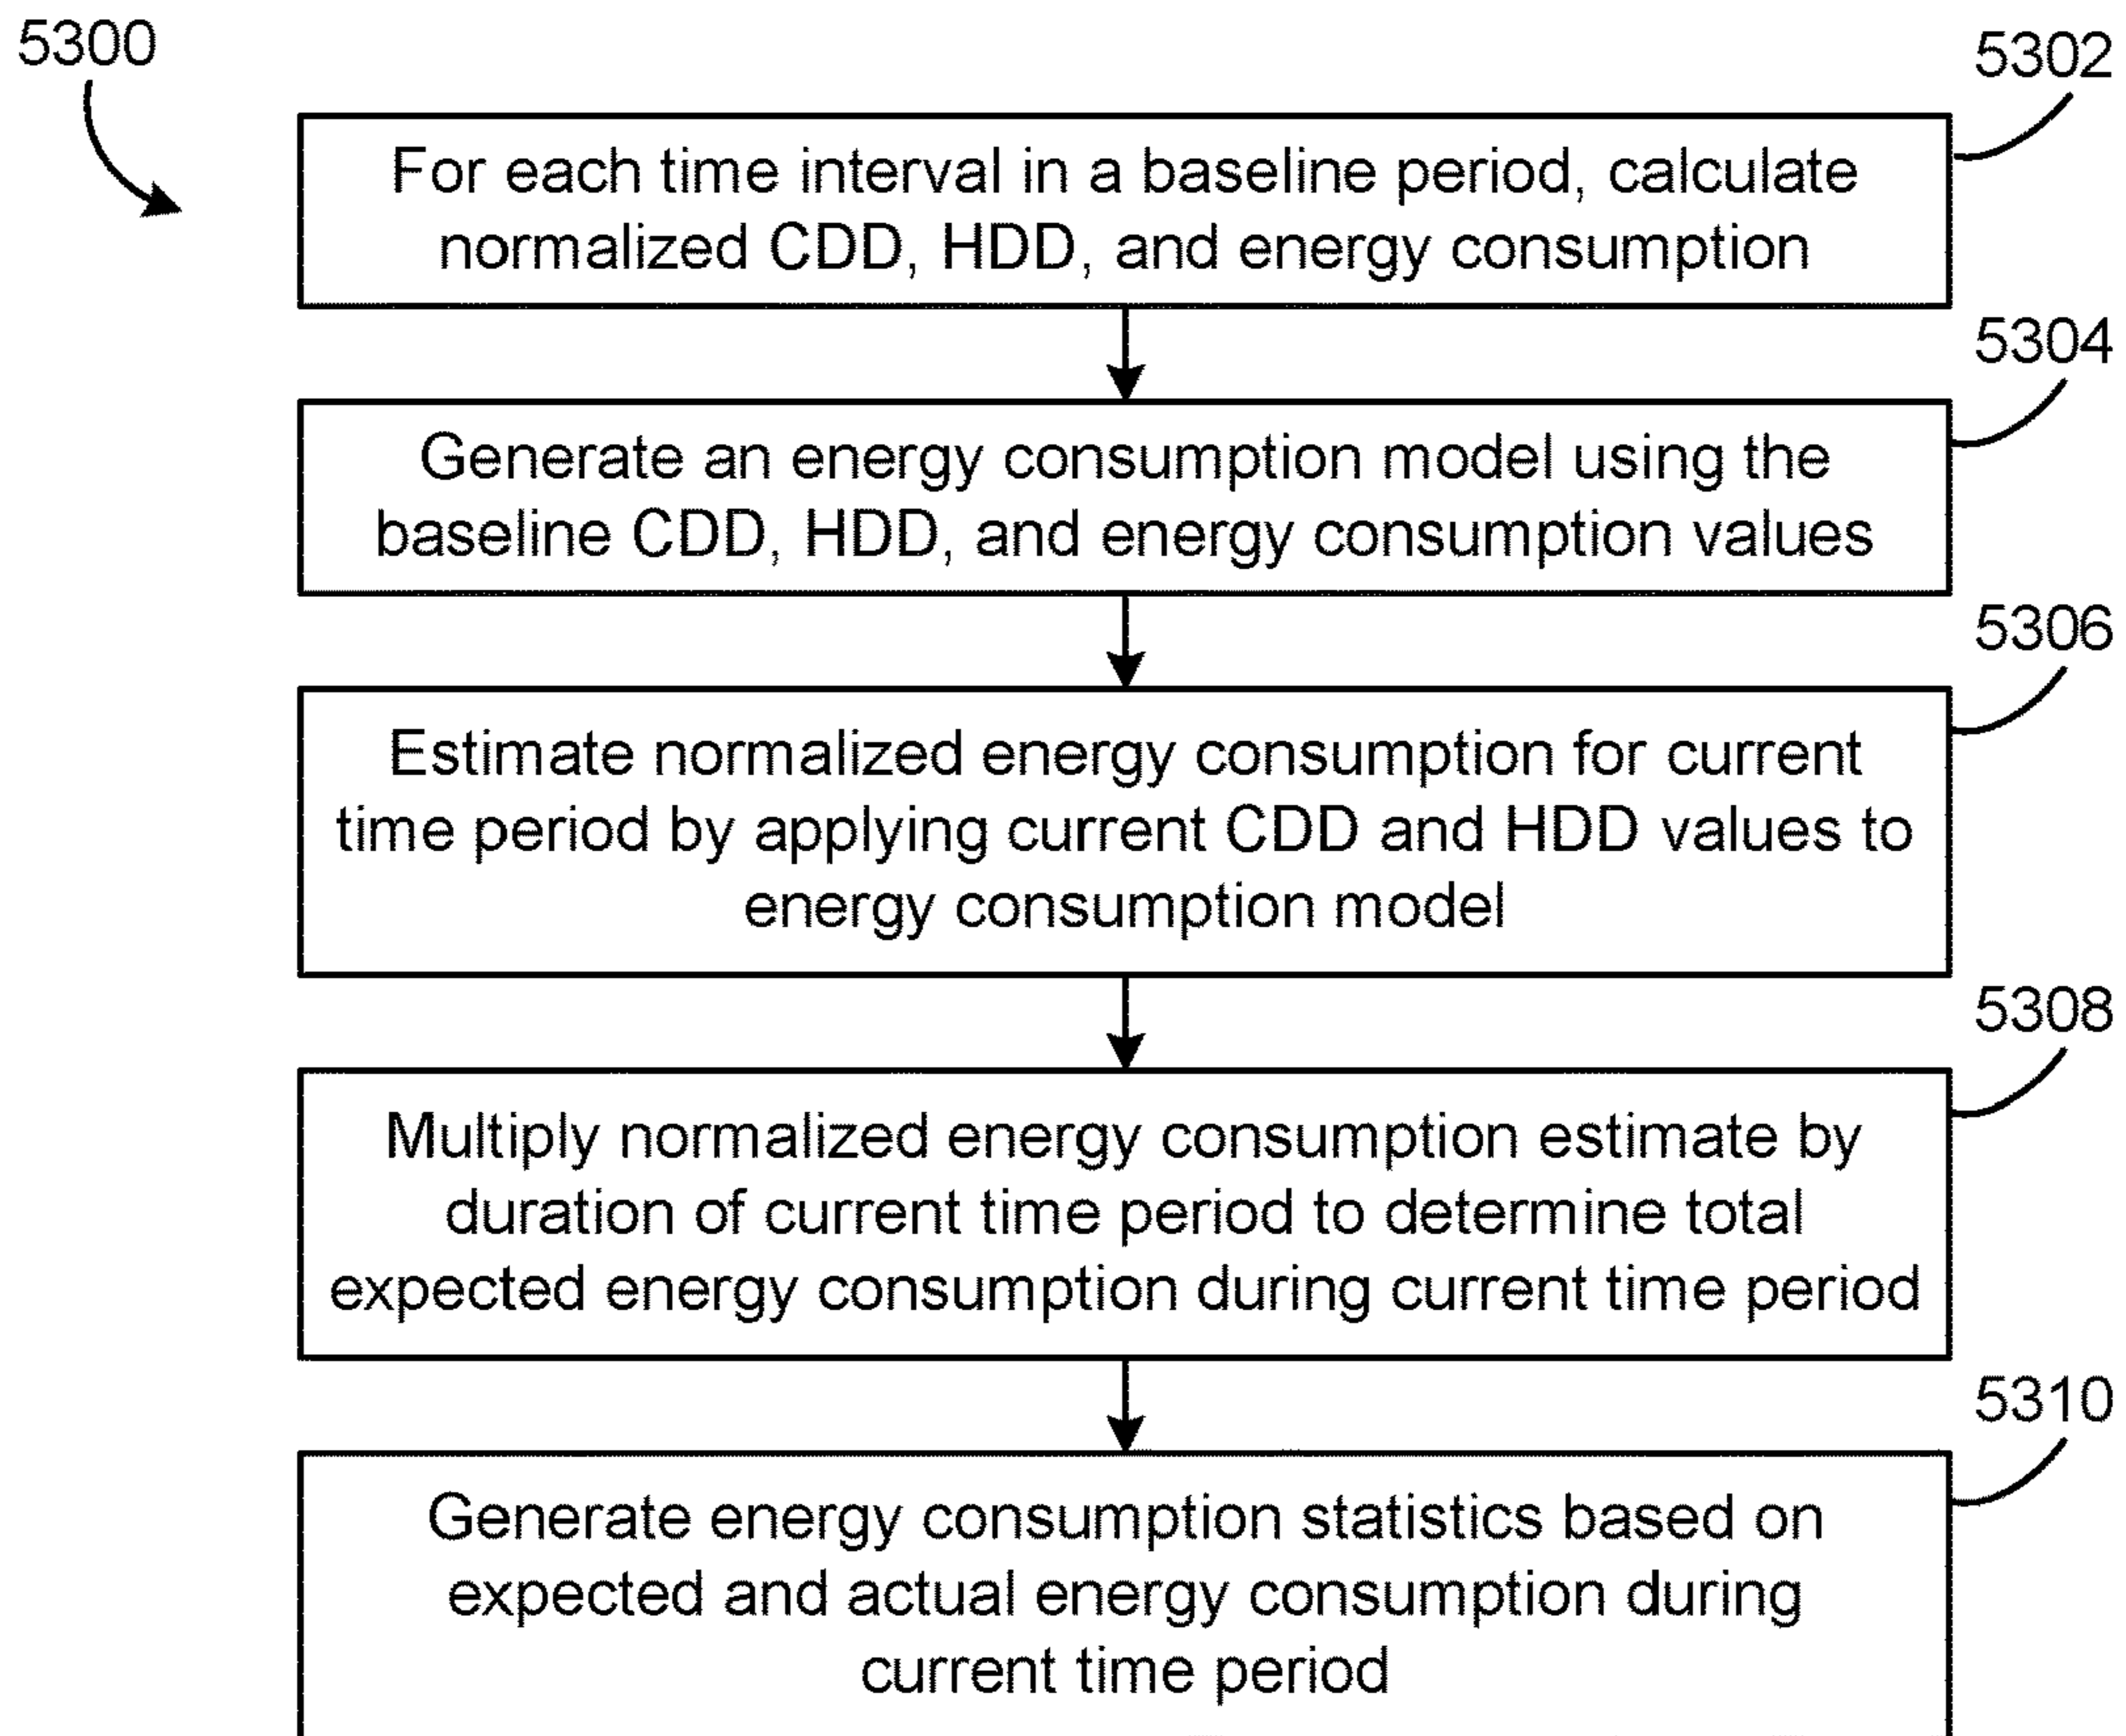 5300
5302
For each time interval in a baseline period, calculate
normalized CDD, HDD, and energy consumption
5304
Generate an energy consumption model using the
baseline CDD, HDD, and energy consumption values
5306
Estimate normalized energy consumption for current
time period by applying current CDD and HDD values to
energy consumption model
5308
Multiply normalized energy consumption estimate by
duration of current time period to determine total
expected energy consumption during current time period
5310
Generate energy consumption statistics based on
expected and actual energy consumption during
current time period